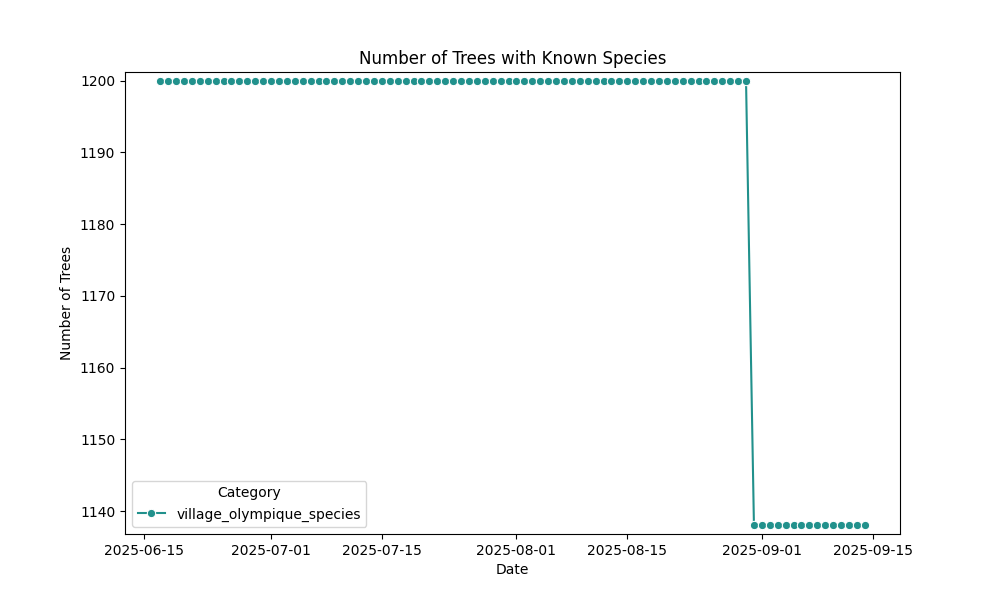 Number of Trees with Known Species
1200
1190
1180
1170
1160
1150
1140
Number of Trees
Category
village_olympique_species
2025-06-15
2025-07-01
2025-07-15
2025-08-01
2025-08-15
2025-09-01
2025-09-15
Date